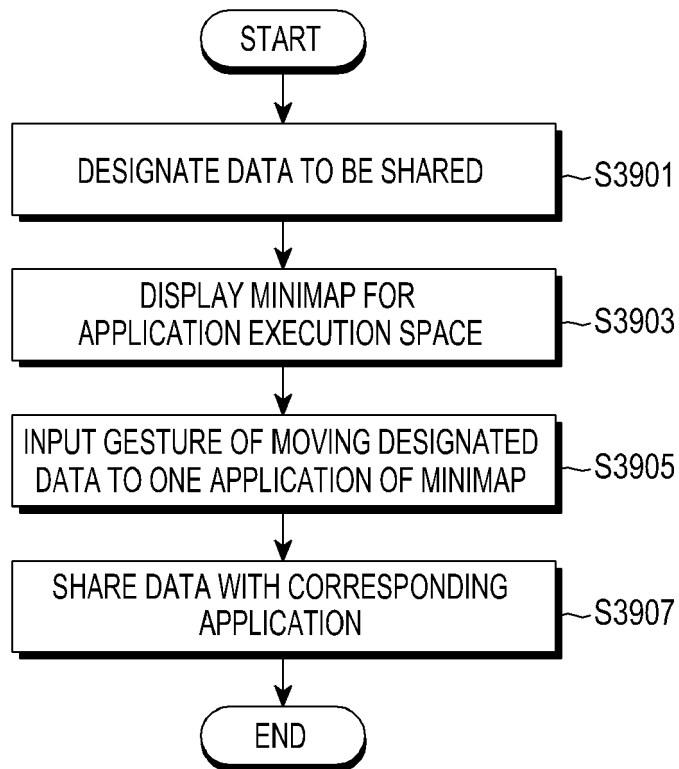 START
DESIGNATE DATA TO BE SHARED
S3901
DISPLAY MINIMAP FOR
APPLICATION EXECUTION SPACE
S3903
INPUT GESTURE OF MOVING DESIGNATED
DATA TO ONE APPLICATION OF MINIMAP
S3905
SHARE DATA WITH CORRESPONDING
APPLICATION
S3907
END